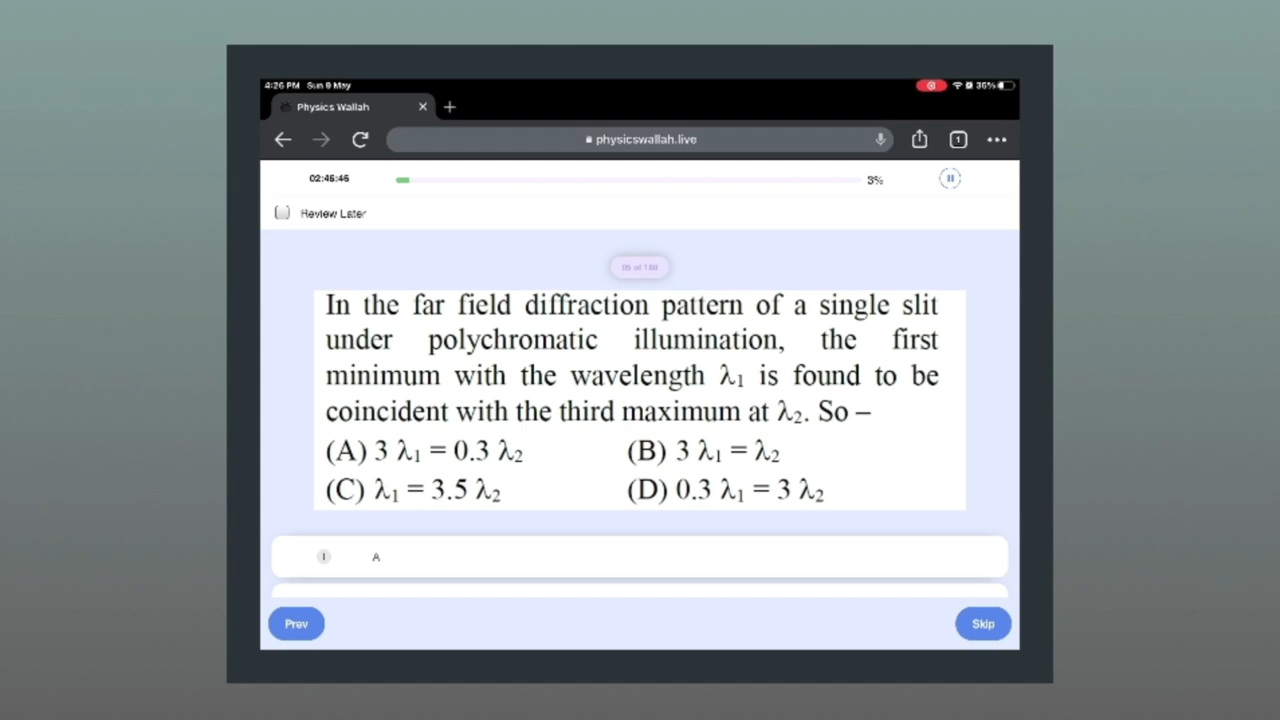 4:26 PM Sun 9 May 36%
Physics Wallah
physicswallah.live 1
02:46:46 3%
Review Later
In the far field diffraction pattern of a single slit
under polychromatic illumination, the first
minimum with the wavelength λ1 is found to be
coincident with the third maximum at λ2. So –
(A) 3 λ1 = 0.3 λ2 (B) 3 λ1 = λ2
(C) λ1 = 3.5 λ2 (D) 0.3 λ1 = 3 λ2
A
Prev Skip